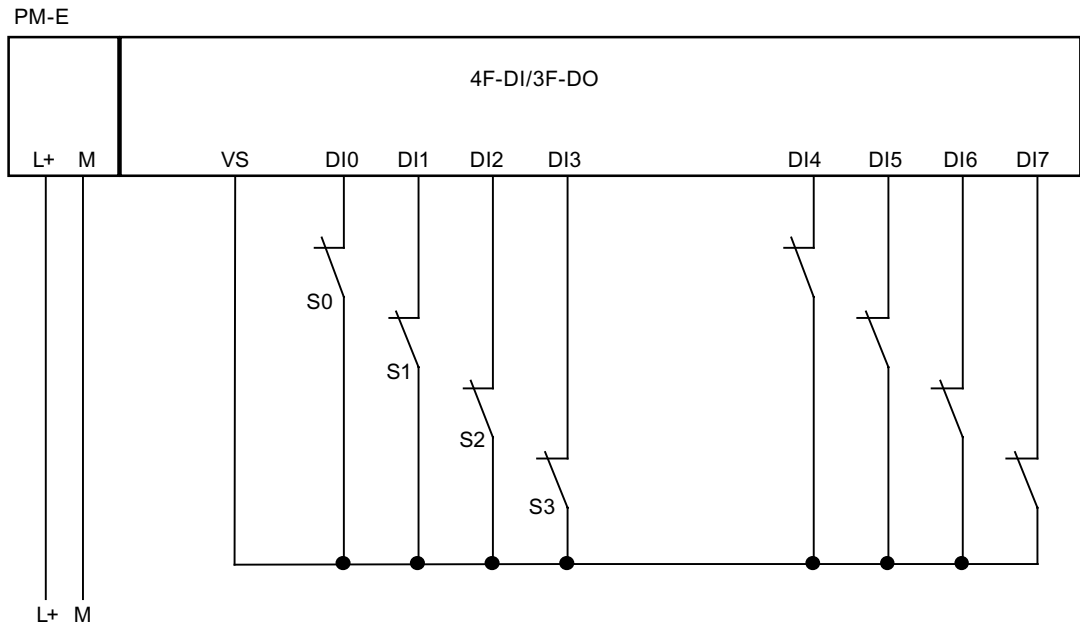 PM-E
4F-DI/3F-DO
L+ M VS DI0 DI1 DI2 DI3 DI4 DI5 DI6 DI7
S0
S1
S2
S3
L+ M